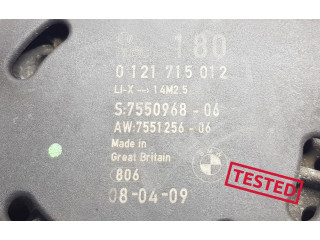 180
0 121 715 012
LI-X --> 14M2.5
S:7550968 - 06
AW:7551256 - 06
Made in
Great Britain
806
08-04-09
TESTED